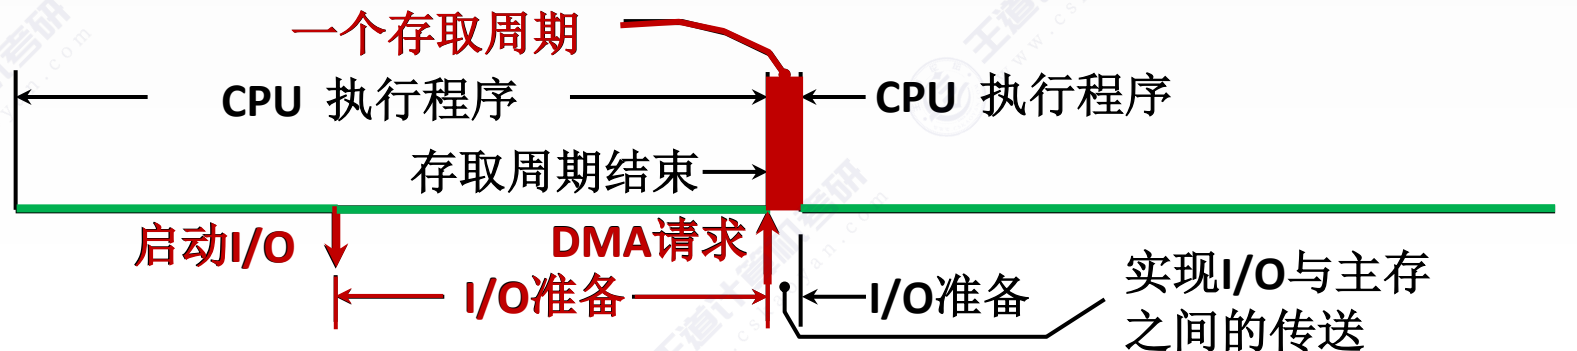 一个存取周期
CPU 执行程序
CPU 执行程序
存取周期结束
启动I/O
DMA请求
I/O准备
I/O准备
实现I/O与主存
之间的传送